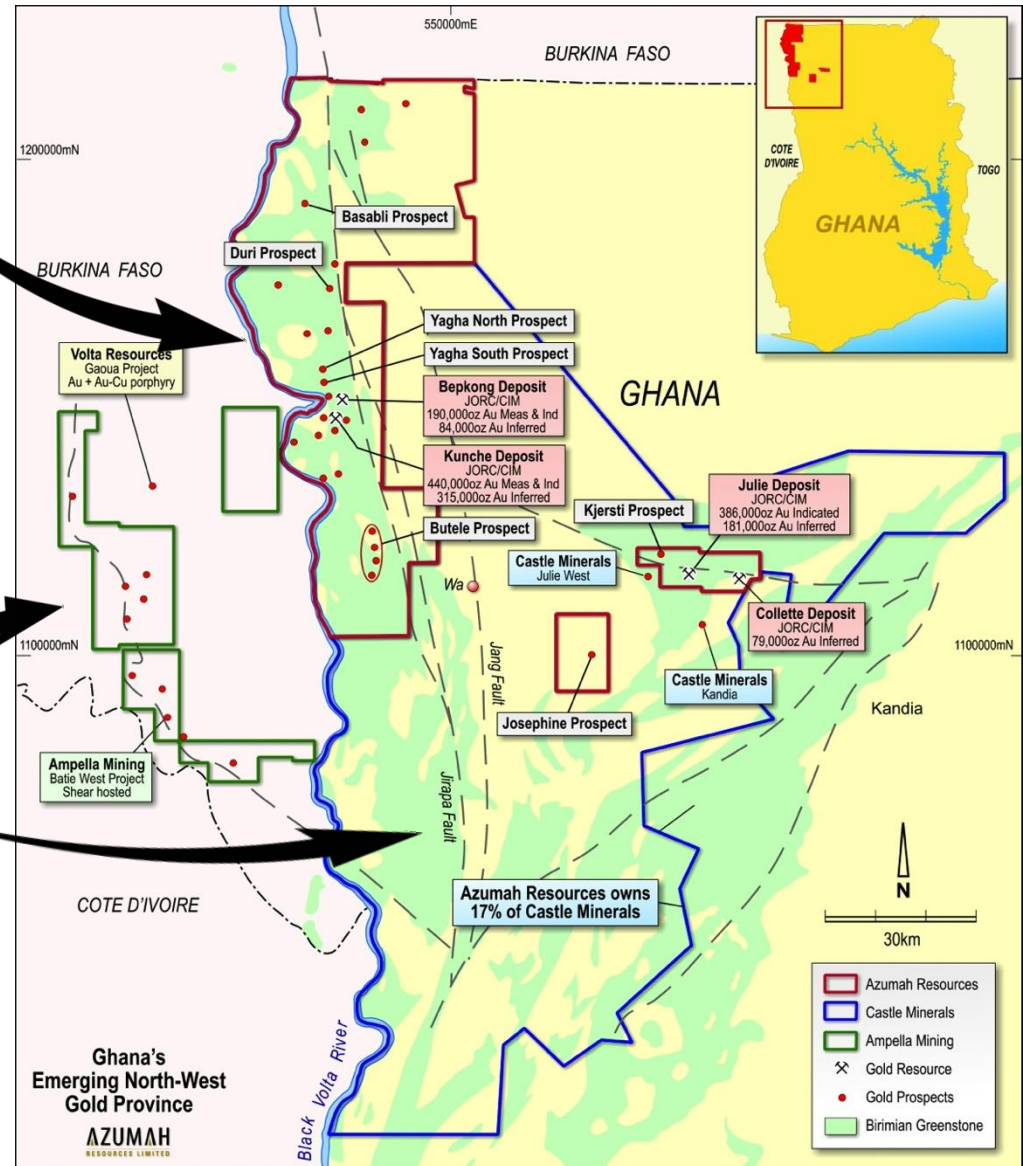 550000mE
BURKINA FASO
1200000mN
COTE
D'IVOIRE
TOGO
GHANA
Basabli Prospect
Duri Prospect
BURKINA FASO
Yagha North Prospect
Yagha South Prospect
Volta Resources
Gaoua Project
Au + Au-Cu porphyry
GHANA
Bepkong Deposit
JORC/CIM
190,000oz Au Meas & Ind
84,000oz Au Inferred
Kunche Deposit
JORC/CIM
440,000oz Au Meas & Ind
315,000oz Au Inferred
Julie Deposit
JORC/CIM
386,000oz Au Indicated
181,000oz Au Inferred
Kjersti Prospect
Butele Prospect
Castle Minerals
Julie West
Wa
Collette Deposit
JORC/CIM
79,000oz Au Inferred
1100000mN
1100000mN
Jang Fault
Castle Minerals
Kandia
Kandia
Josephine Prospect
Ampella Mining
Batie West Project
Shear hosted
Jirapa Fault
Azumah Resources owns
17% of Castle Minerals
N
COTE D'IVOIRE
30km
Azumah Resources
Castle Minerals
Ampella Mining
Gold Resource
Gold Prospects
Birimian Greenstone
Black Volta River
Ghana's
Emerging North-West
Gold Province
AZUMAH
RESOURCES LIMITED